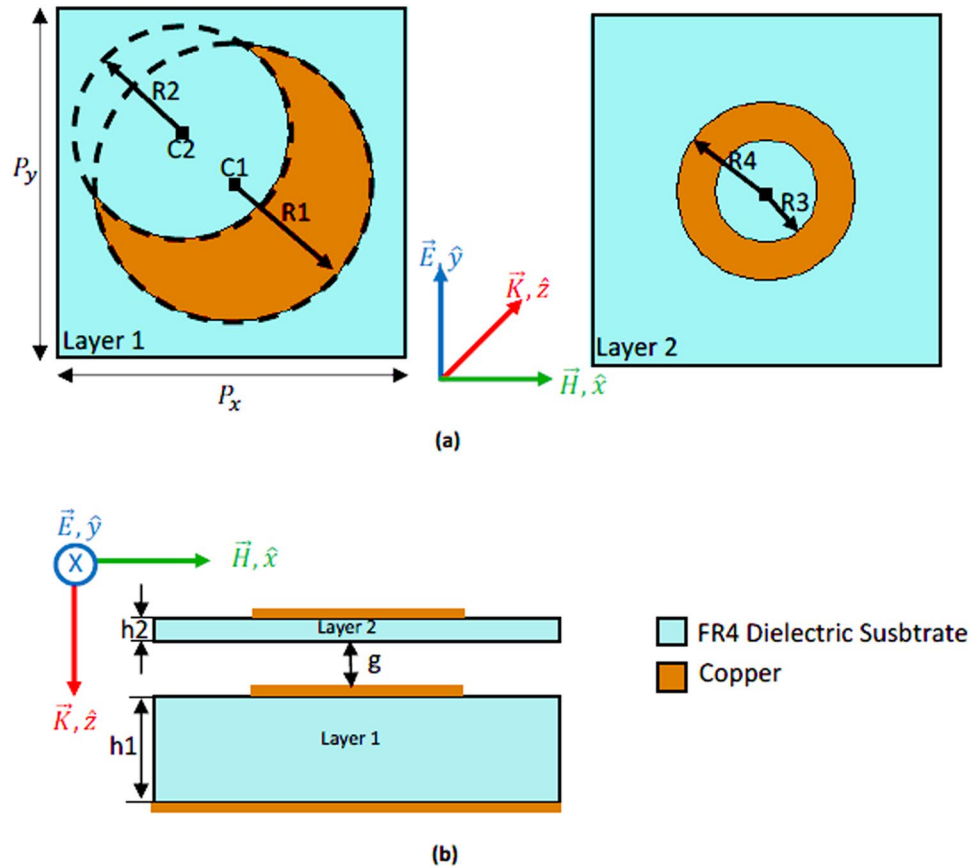 R2
C2
C1
R1
P_y
Layer 1
P_x
E⃗, ŷ
K⃗, ẑ
H⃗, x̂
R4
R3
Layer 2
(a)
E⃗, ŷ
X
H⃗, x̂
K⃗, ẑ
h2
Layer 2
g
h1
Layer 1
FR4 Dielectric Susbtrate
Copper
(b)